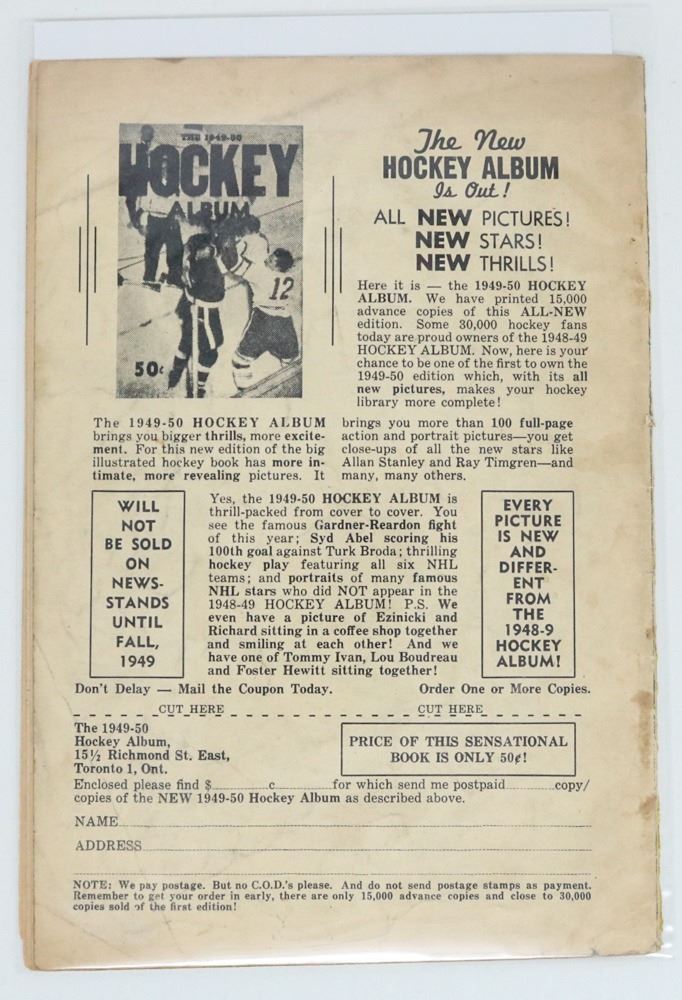 THE 1949-50
HOCKEY
ALBUM
12
50¢
The New
HOCKEY ALBUM
Is Out!
ALL NEW PICTURES!
NEW STARS!
NEW THRILLS!
Here it is — the 1949-50 HOCKEY
ALBUM. We have printed 15,000
advance copies of this ALL-NEW
edition. Some 30,000 hockey fans
today are proud owners of the 1948-49
HOCKEY ALBUM. Now, here is your
chance to be one of the first to own the
1949-50 edition which, with its all
new pictures, makes your hockey
library more complete!
The 1949-50 HOCKEY ALBUM
brings you bigger thrills, more excite-
ment. For this new edition of the big
illustrated hockey book has more in-
timate, more revealing pictures. It
brings you more than 100 full-page
action and portrait pictures—you get
close-ups of all the new stars like
Allan Stanley and Ray Timgren—and
many, many others.
WILL
NOT
BE SOLD
ON
NEWS-
STANDS
UNTIL
FALL,
1949
Yes, the 1949-50 HOCKEY ALBUM is
thrill-packed from cover to cover. You
see the famous Gardner-Reardon fight
of this year; Syd Abel scoring his
100th goal against Turk Broda; thrilling
hockey play featuring all six NHL
teams; and portraits of many famous
NHL stars who did NOT appear in the
1948-49 HOCKEY ALBUM! P.S. We
even have a picture of Ezinicki and
Richard sitting in a coffee shop together
and smiling at each other! And we
have one of Tommy Ivan, Lou Boudreau
and Foster Hewitt sitting together!
EVERY
PICTURE
IS NEW
AND
DIFFER-
ENT
FROM
THE
1948-9
HOCKEY
ALBUM!
Don't Delay — Mail the Coupon Today.
Order One or More Copies.
CUT HERE
CUT HERE
The 1949-50
Hockey Album,
15½ Richmond St. East,
Toronto 1, Ont.
PRICE OF THIS SENSATIONAL
BOOK IS ONLY 50¢!
Enclosed please find $ c for which send me postpaid copy/
copies of the NEW 1949-50 Hockey Album as described above.
NAME
ADDRESS
NOTE: We pay postage. But no C.O.D.'s please. And do not send postage stamps as payment.
Remember to get your order in early, there are only 15,000 advance copies and close to 30,000
copies sold of the first edition!